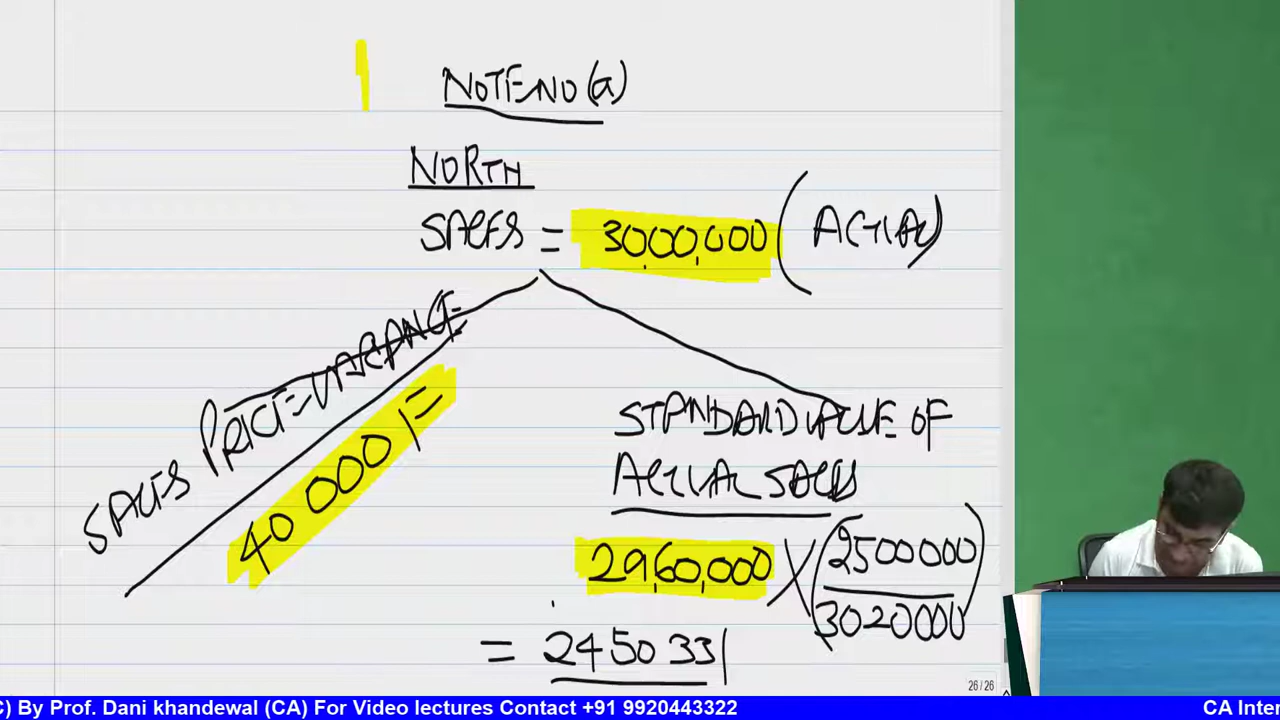 NOTE NO (a)
NORTH
SALES = 3000,000 (ACTUAL)
SALES PRICE VARIANCE
40 000/=
STANDARD VALUE OF
ACTUAL SALES
2960,000 X (2500000
3020000)
= 2450331
26 / 26
C) By Prof. Dani khandewal (CA) For Video lectures Contact +91 9920443322
CA Inter